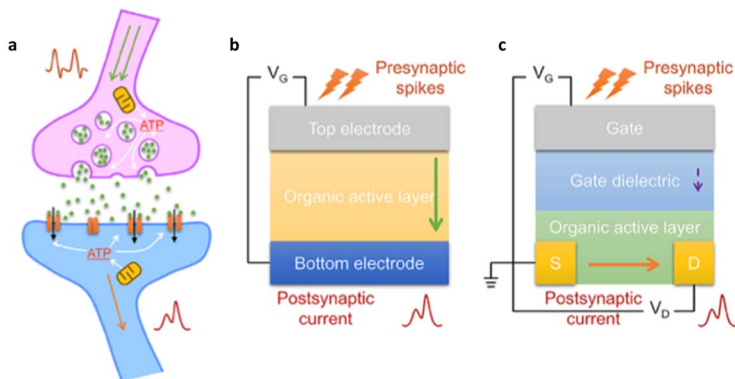 a
ATP
ATP
b
V_G
Presynaptic
spikes
Top electrode
Organic active layer
Bottom electrode
Postsynaptic
current
c
V_G
Presynaptic
spikes
Gate
Gate dielectric
Organic active layer
S
D
Postsynaptic
current
V_D